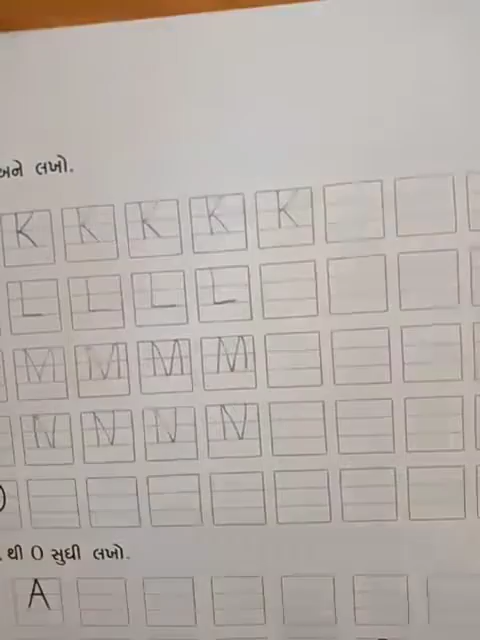 અને લખો.
K K K K K
L L L L
M M M M
N N N N
થી O સુધી લખો.
A